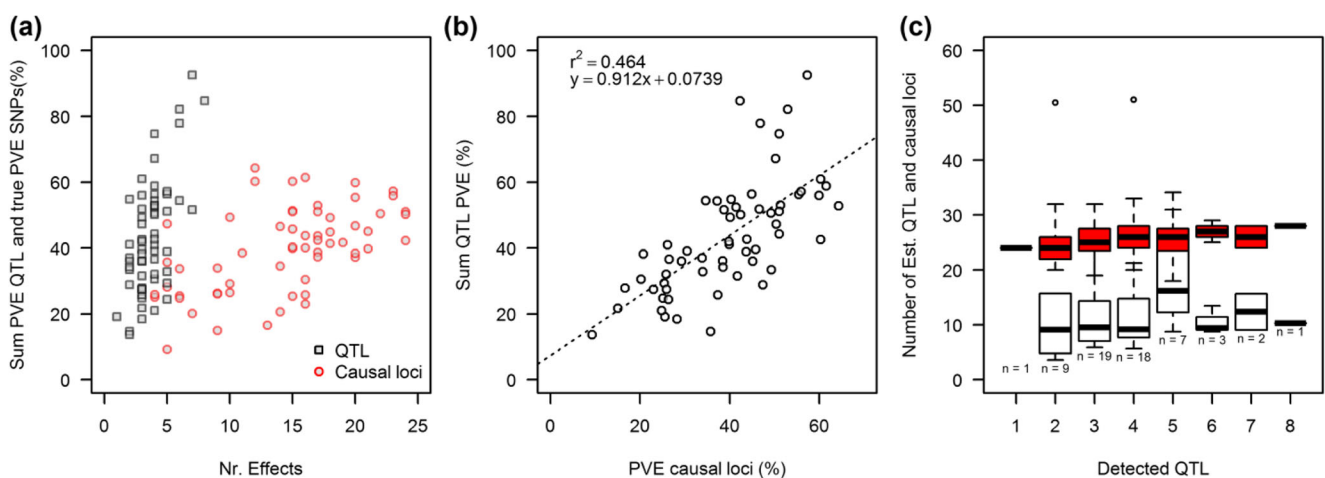 (a)
Sum PVE QTL and true PVE SNPs(%)
100
80
60
40
20
0
QTL
Causal loci
0 5 10 15 20 25
Nr. Effects
(b)
Sum QTL PVE (%)
100
80
60
40
20
0
r² = 0.464
y = 0.912x + 0.0739
0 20 40 60
PVE causal loci (%)
(c)
Number of Est. QTL and causal loci
60
50
40
30
20
10
0
n = 1
n = 9
n = 19
n = 18
n = 7
n = 3
n = 2
n = 1
1 2 3 4 5 6 7 8
Detected QTL